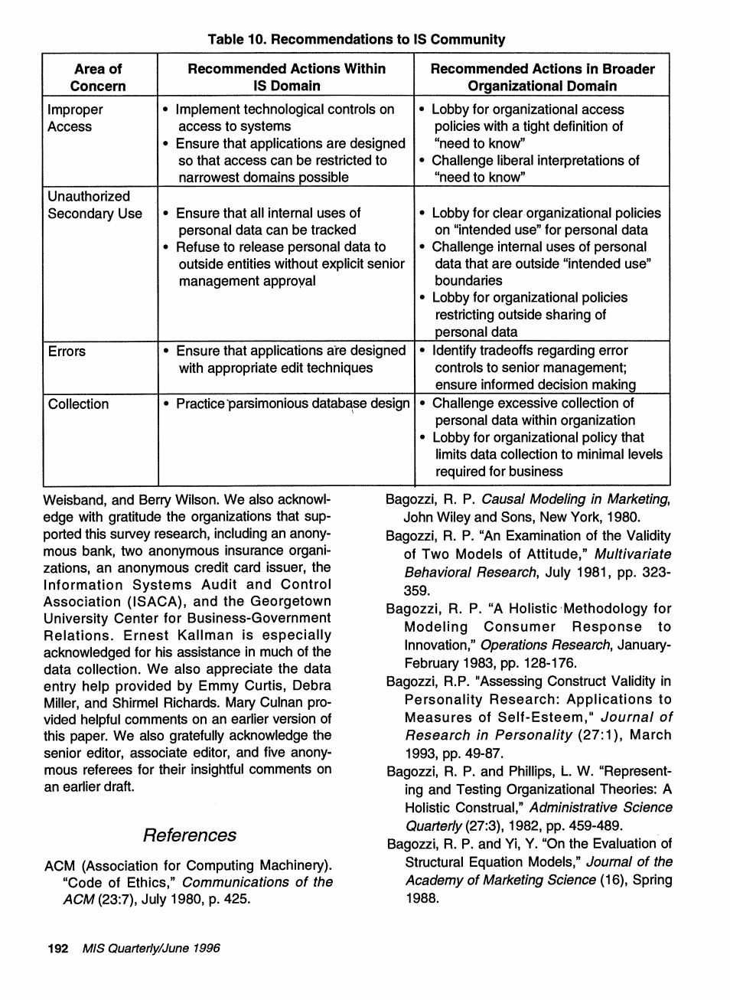 Table 10. Recommendations to IS Community
Area of
Concern
Recommended Actions Within
IS Domain
Recommended Actions in Broader
Organizational Domain
Improper
Access
• Implement technological controls on
access to systems
• Ensure that applications are designed
so that access can be restricted to
narrowest domains possible
• Lobby for organizational access
policies with a tight definition of
“need to know”
• Challenge liberal interpretations of
“need to know”
Unauthorized
Secondary Use
• Ensure that all internal uses of
personal data can be tracked
• Refuse to release personal data to
outside entities without explicit senior
management approval
• Lobby for clear organizational policies
on “intended use” for personal data
• Challenge internal uses of personal
data that are outside “intended use”
boundaries
• Lobby for organizational policies
restricting outside sharing of
personal data
Errors
• Ensure that applications are designed
with appropriate edit techniques
• Identify tradeoffs regarding error
controls to senior management;
ensure informed decision making
Collection
• Practice parsimonious database design
• Challenge excessive collection of
personal data within organization
• Lobby for organizational policy that
limits data collection to minimal levels
required for business
Weisband, and Berry Wilson. We also acknowl-
edge with gratitude the organizations that sup-
ported this survey research, including an anony-
mous bank, two anonymous insurance organi-
zations, an anonymous credit card issuer, the
Information Systems Audit and Control
Association (ISACA), and the Georgetown
University Center for Business-Government
Relations. Ernest Kallman is especially
acknowledged for his assistance in much of the
data collection. We also appreciate the data
entry help provided by Emmy Curtis, Debra
Miller, and Shirmel Richards. Mary Culnan pro-
vided helpful comments on an earlier version of
this paper. We also gratefully acknowledge the
senior editor, associate editor, and five anony-
mous referees for their insightful comments on
an earlier draft.
References
ACM (Association for Computing Machinery).
“Code of Ethics,” Communications of the
ACM (23:7), July 1980, p. 425.
Bagozzi, R. P. Causal Modeling in Marketing,
John Wiley and Sons, New York, 1980.
Bagozzi, R. P. “An Examination of the Validity
of Two Models of Attitude,” Multivariate
Behavioral Research, July 1981, pp. 323-
359.
Bagozzi, R. P. “A Holistic Methodology for
Modeling Consumer Response to
Innovation,” Operations Research, January-
February 1983, pp. 128-176.
Bagozzi, R.P. "Assessing Construct Validity in
Personality Research: Applications to
Measures of Self-Esteem," Journal of
Research in Personality (27:1), March
1993, pp. 49-87.
Bagozzi, R. P. and Phillips, L. W. “Represent-
ing and Testing Organizational Theories: A
Holistic Construal,” Administrative Science
Quarterly (27:3), 1982, pp. 459-489.
Bagozzi, R. P. and Yi, Y. “On the Evaluation of
Structural Equation Models,” Journal of the
Academy of Marketing Science (16), Spring
1988.
192 MIS Quarterly/June 1996